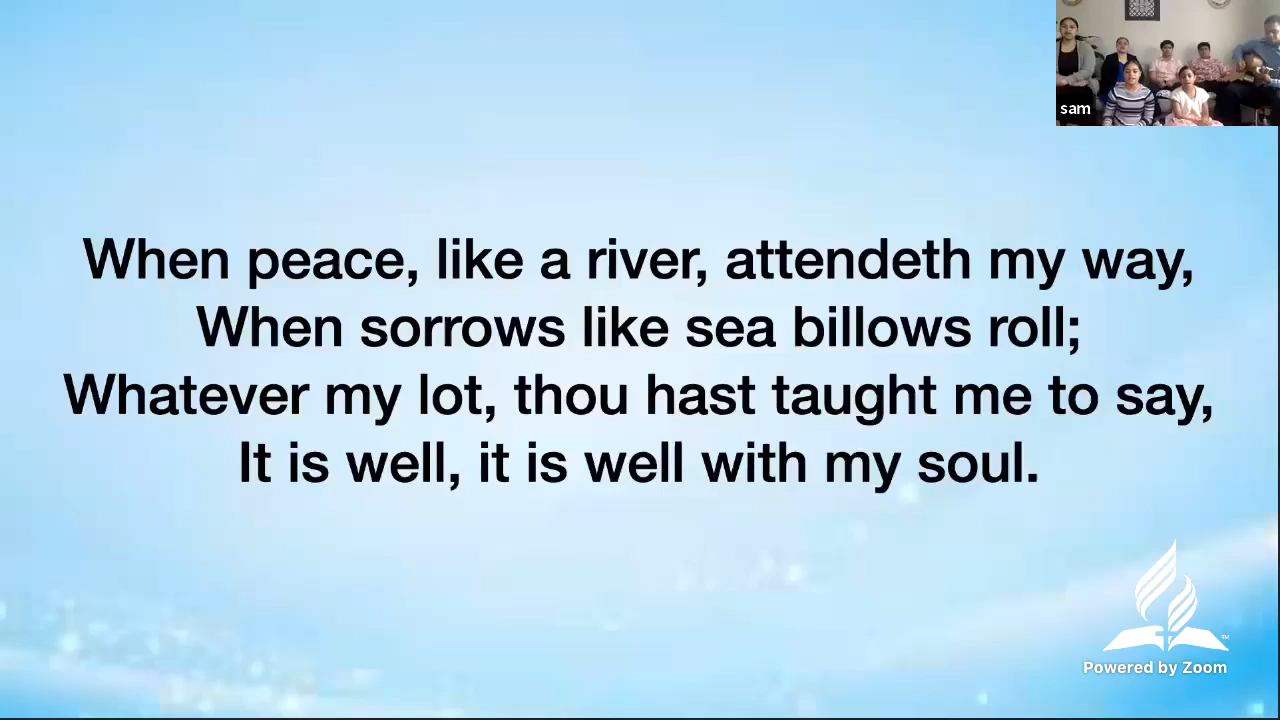 sam
When peace, like a river, attendeth my way,
When sorrows like sea billows roll;
Whatever my lot, thou hast taught me to say,
It is well, it is well with my soul.
TM
Powered by Zoom